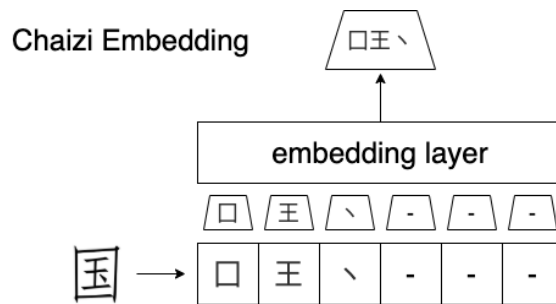 Chaizi Embedding
口王丶
embedding layer
口 王 丶 - - -
国 口 王 丶 - - -